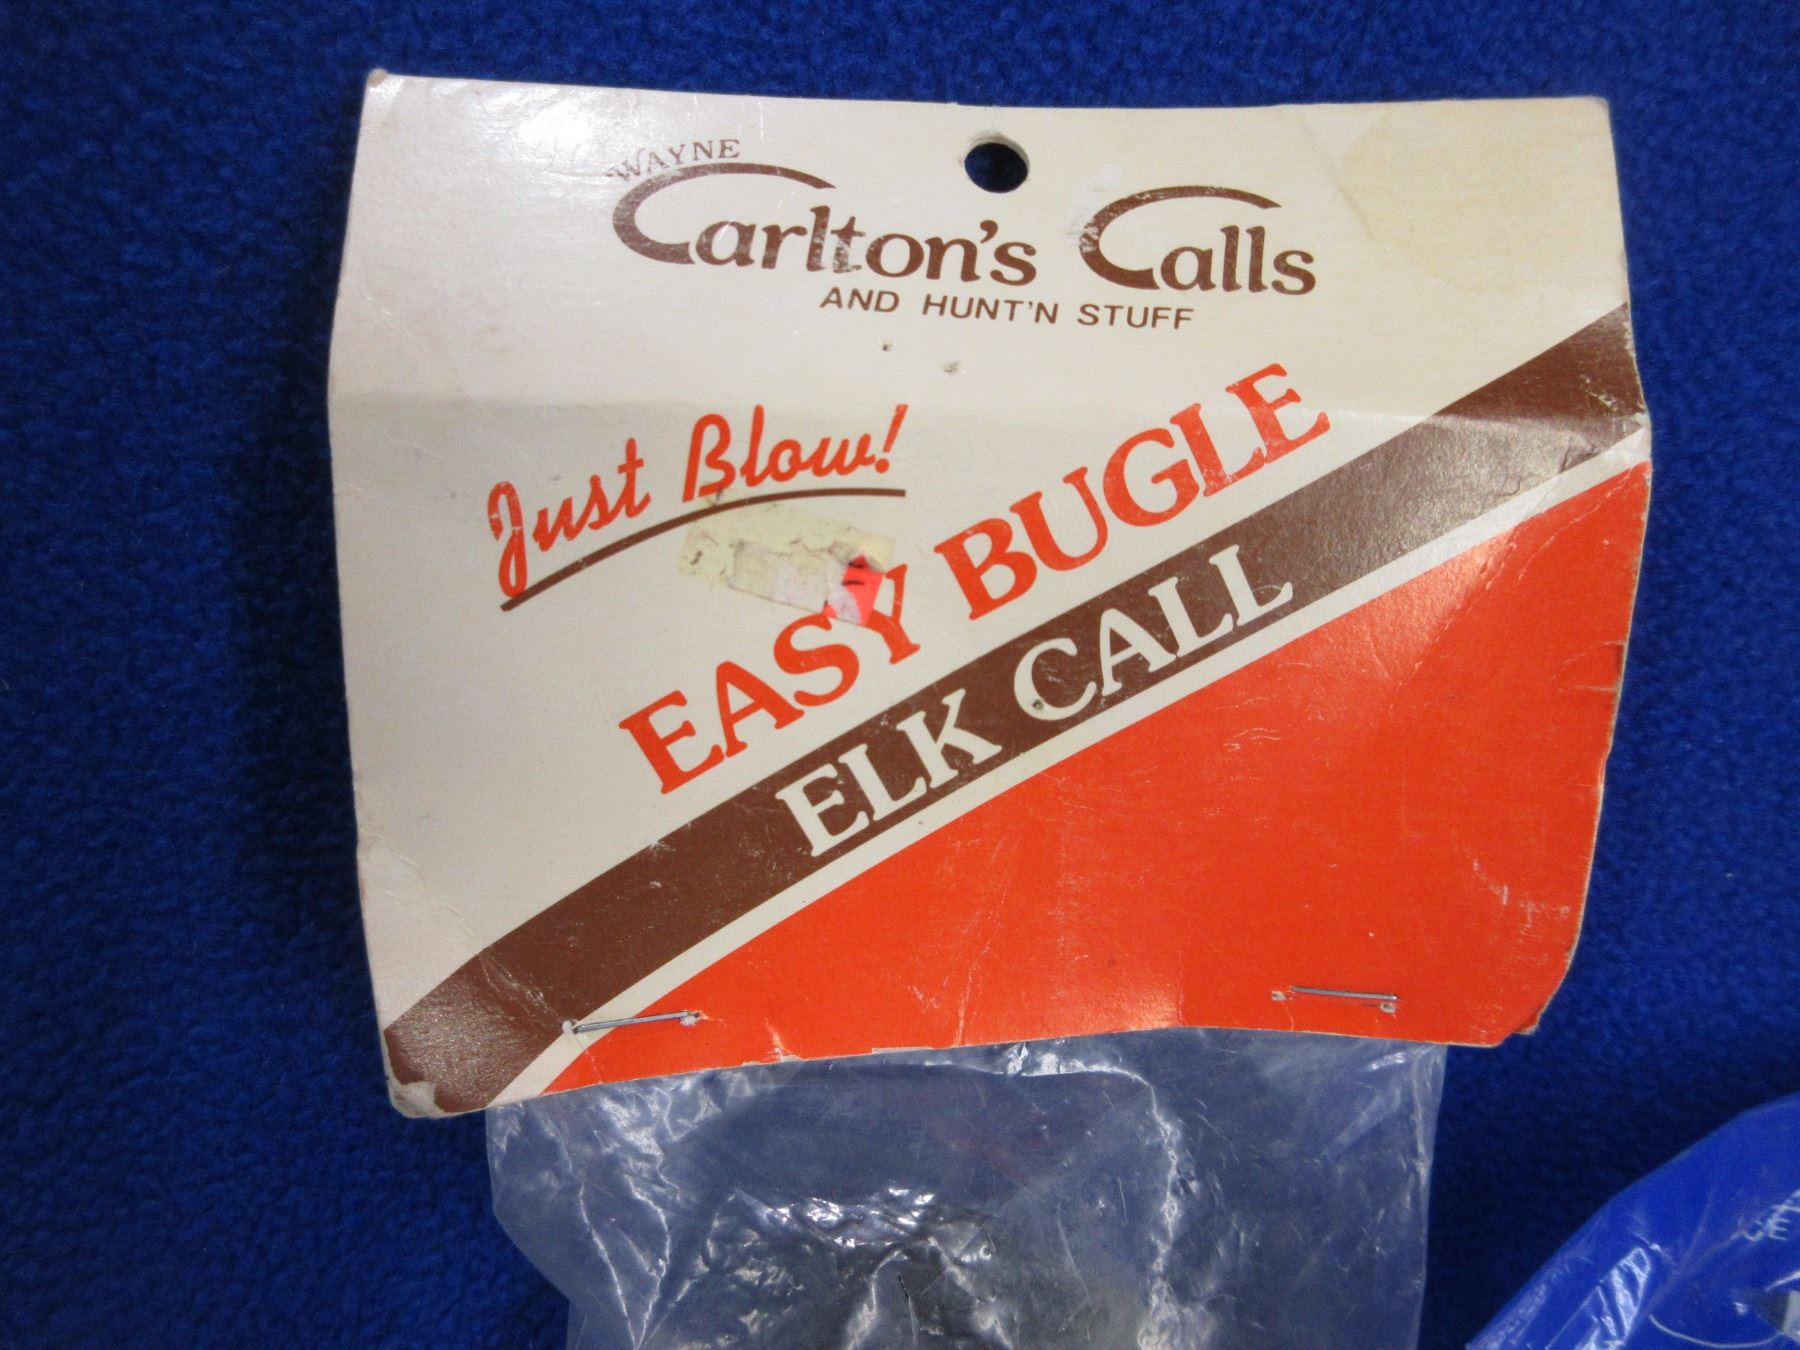 WAYNE
Carlton's Calls
AND HUNT'N STUFF
Just Blow!
EASY BUGLE
ELK CALL